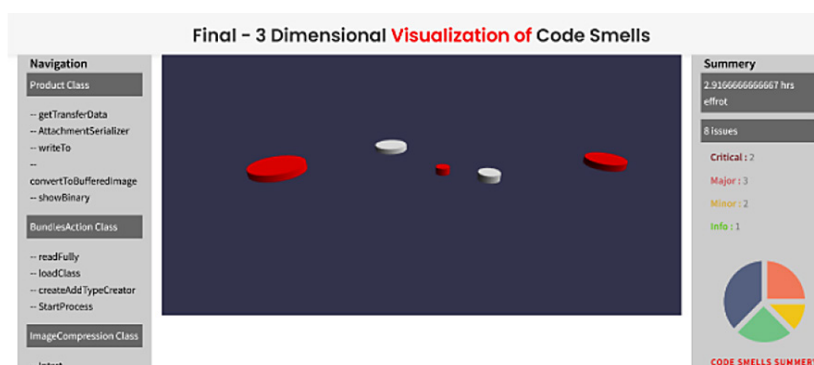 Final - 3 Dimensional Visualization of Code Smells
Navigation
Product Class
-- getTransferData
-- AttachmentSerializer
-- writeTo
--
convertToBufferedImage
-- showBinary
BundlesAction Class
-- readFully
-- loadClass
-- createAddTypeCreator
-- StartProcess
ImageCompression Class
Summery
2.9166666666667 hrs
effrot
8 issues
Critical : 2
Major : 3
Minor : 2
Info : 1
CODE SMELLS SUMMERY